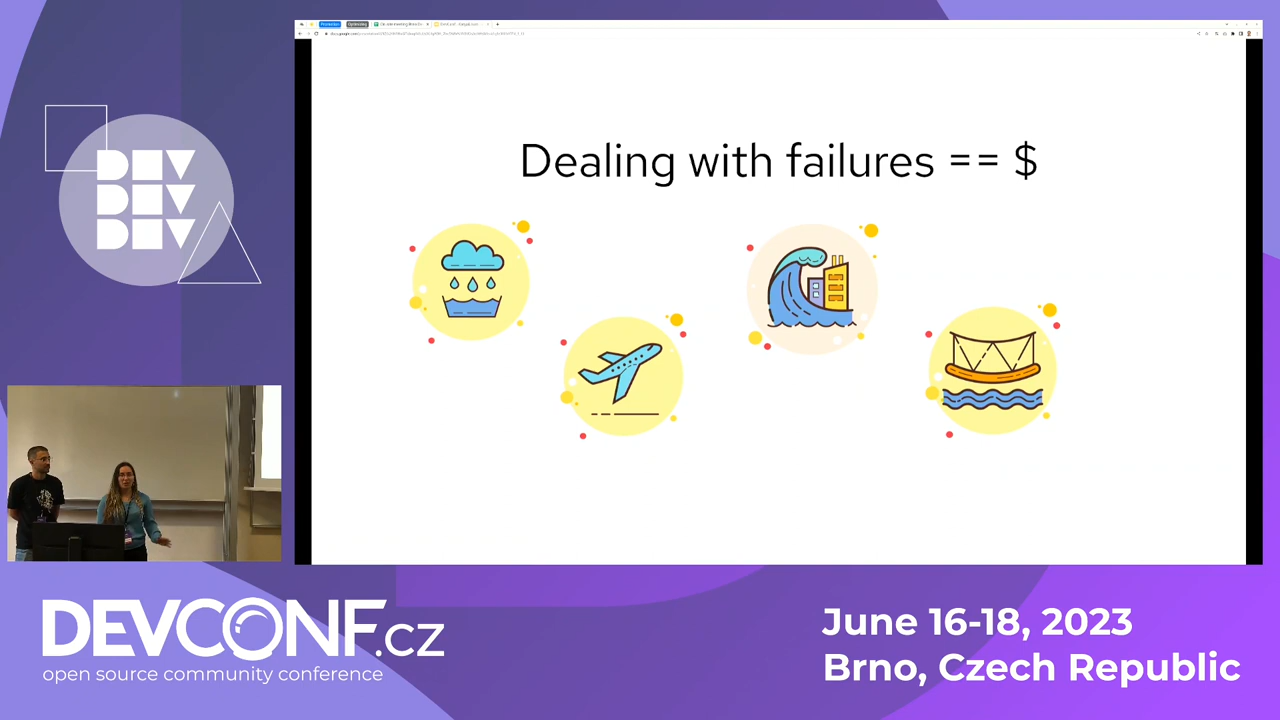 DEV
DEV
DEV
Dealing with failures == $
DEVCONF.cz
open source community conference
June 16-18, 2023
Brno, Czech Republic